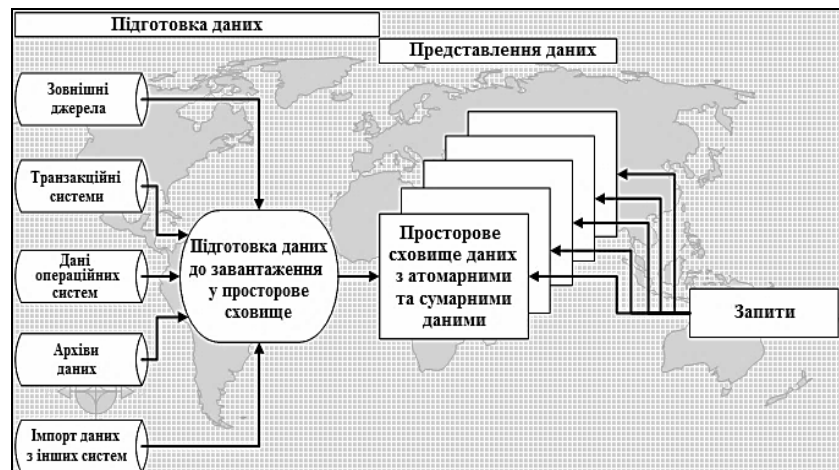 Підготовка даних
Представлення даних
Зовнішні
джерела
Транзакційні
системи
Дані
операційних
систем
Архіви
даних
Імпорт даних
з інших систем
Підготовка даних
до завантаження
у просторове
сховище
Просторове
сховище даних
з атомарними
та сумарними
даними
Запити